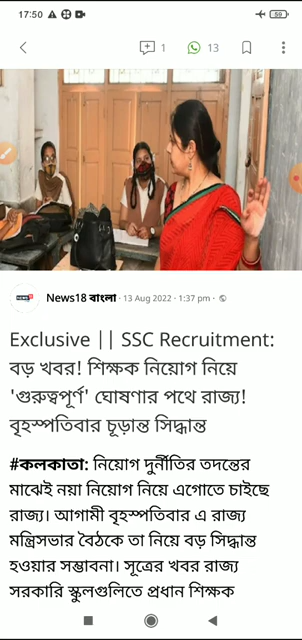 17:50
59
1
13
NEWS18
News18 বাংলা · 13 Aug 2022 · 1:37 pm ·
Exclusive || SSC Recruitment:
বড় খবর! শিক্ষক নিয়োগ নিয়ে
'গুরুত্বপূর্ণ' ঘোষণার পথে রাজ্য!
বৃহস্পতিবার চূড়ান্ত সিদ্ধান্ত
#কলকাতা: নিয়োগ দুর্নীতির তদন্তের
মাঝেই নয়া নিয়োগ নিয়ে এগোতে চাইছে
রাজ্য। আগামী বৃহস্পতিবার এ রাজ্য
মন্ত্রিসভার বৈঠকে তা নিয়ে বড় সিদ্ধান্ত
হওয়ার সম্ভাবনা। সূত্রের খবর রাজ্য
সরকারি স্কুলগুলিতে প্রধান শিক্ষক